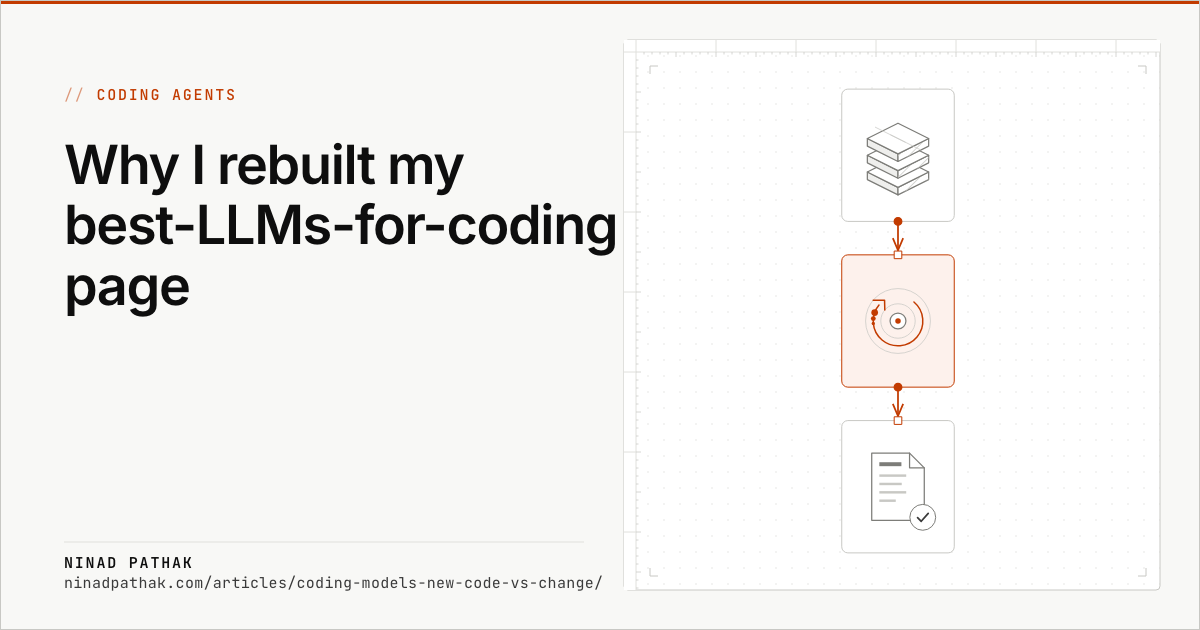 // CODING AGENTS
Why I rebuilt my
best-LLMs-for-coding
page
NINAD PATHAK
ninadpathak.com/articles/coding-models-new-code-vs-change/